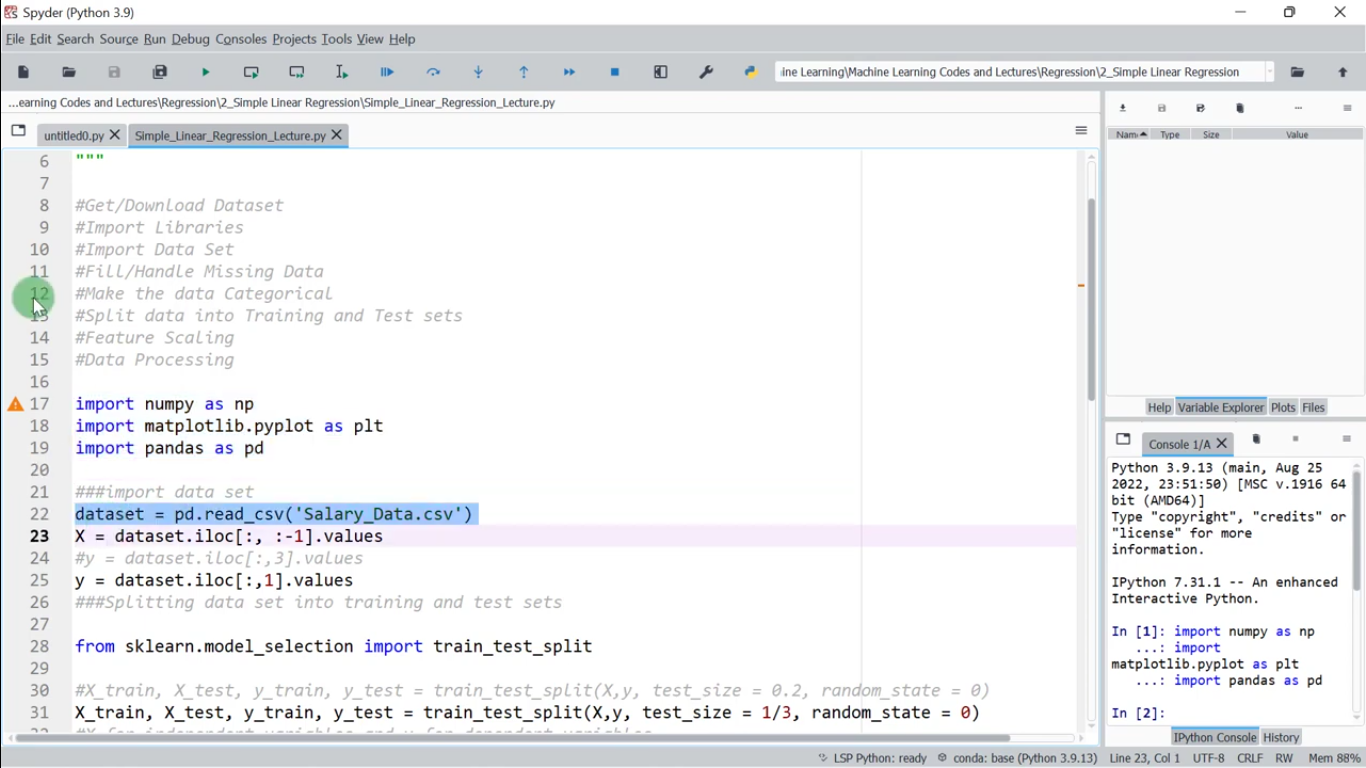 Spyder (Python 3.9)
File Edit Search Source Run Debug Consoles Projects Tools View Help
ine Learning\Machine Learning Codes and Lectures\Regression\2_Simple Linear Regression
...earning Codes and Lectures\Regression\2_Simple Linear Regression\Simple_Linear_Regression_Lecture.py
untitled0.py
Simple_Linear_Regression_Lecture.py
6 """
7
8 #Get/Download Dataset
9 #Import Libraries
10 #Import Data Set
11 #Fill/Handle Missing Data
12 #Make the data Categorical
13 #Split data into Training and Test sets
14 #Feature Scaling
15 #Data Processing
16
17 import numpy as np
18 import matplotlib.pyplot as plt
19 import pandas as pd
20
21 ###import data set
22 dataset = pd.read_csv('Salary_Data.csv')
23 X = dataset.iloc[:, :-1].values
24 #y = dataset.iloc[:,3].values
25 y = dataset.iloc[:,1].values
26 ###Splitting data set into training and test sets
27
28 from sklearn.model_selection import train_test_split
29
30 #X_train, X_test, y_train, y_test = train_test_split(X,y, test_size = 0.2, random_state = 0)
31 X_train, X_test, y_train, y_test = train_test_split(X,y, test_size = 1/3, random_state = 0)
Nam Type Size Value
Help Variable Explorer Plots Files
Console 1/A
Python 3.9.13 (main, Aug 25
2022, 23:51:50) [MSC v.1916 64
bit (AMD64)]
Type "copyright", "credits" or
"license" for more
information.
IPython 7.31.1 -- An enhanced
Interactive Python.
In [1]: import numpy as np
...: import
matplotlib.pyplot as plt
...: import pandas as pd
In [2]:
IPython Console History
LSP Python: ready conda: base (Python 3.9.13) Line 23, Col 1 UTF-8 CRLF RW Mem 88%